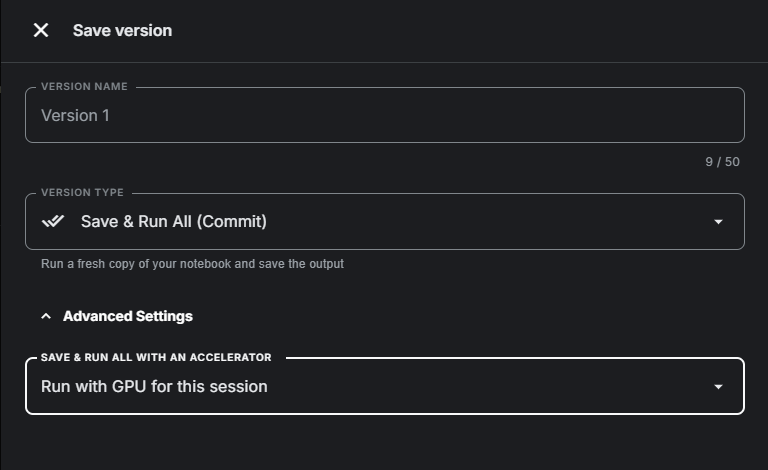 Save version
VERSION NAME
Version 1
9 / 50
VERSION TYPE
Save & Run All (Commit)
Run a fresh copy of your notebook and save the output
Advanced Settings
SAVE & RUN ALL WITH AN ACCELERATOR
Run with GPU for this session